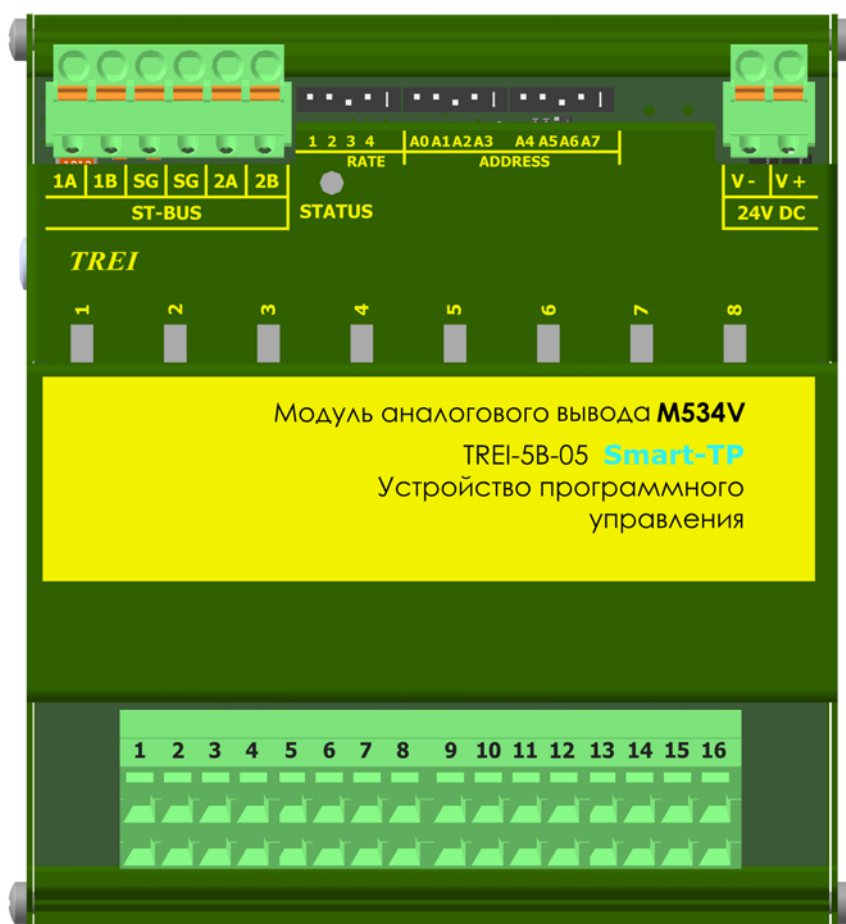 1 2 3 4 A0 A1 A2 A3 A4 A5 A6 A7
RATE ADDRESS
1A 1B SG SG 2A 2B
ST-BUS
STATUS
V - V +
24V DC
TREI
1 2 3 4 5 6 7 8
Модуль аналогового вывода M534V
TREI-5B-05 Smart-TP
Устройство программного
управления
1 2 3 4 5 6 7 8 9 10 11 12 13 14 15 16